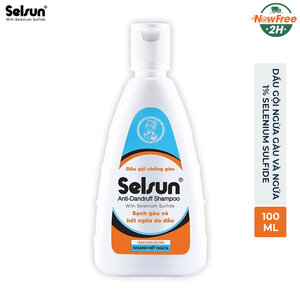 Selsun®
With Selenium Sulfide
NowFree
2H
Dầu gội chống gàu
Selsun®
Anti-Dandruff Shampoo
With Selenium Sulfide
Sạch gàu và
hết ngứa da đầu
NHANH HẾT NGỨA
DẦU GỘI NGỪA GÀU VÀ NGỨA
1% SELENIUM SULFIDE
100
ML